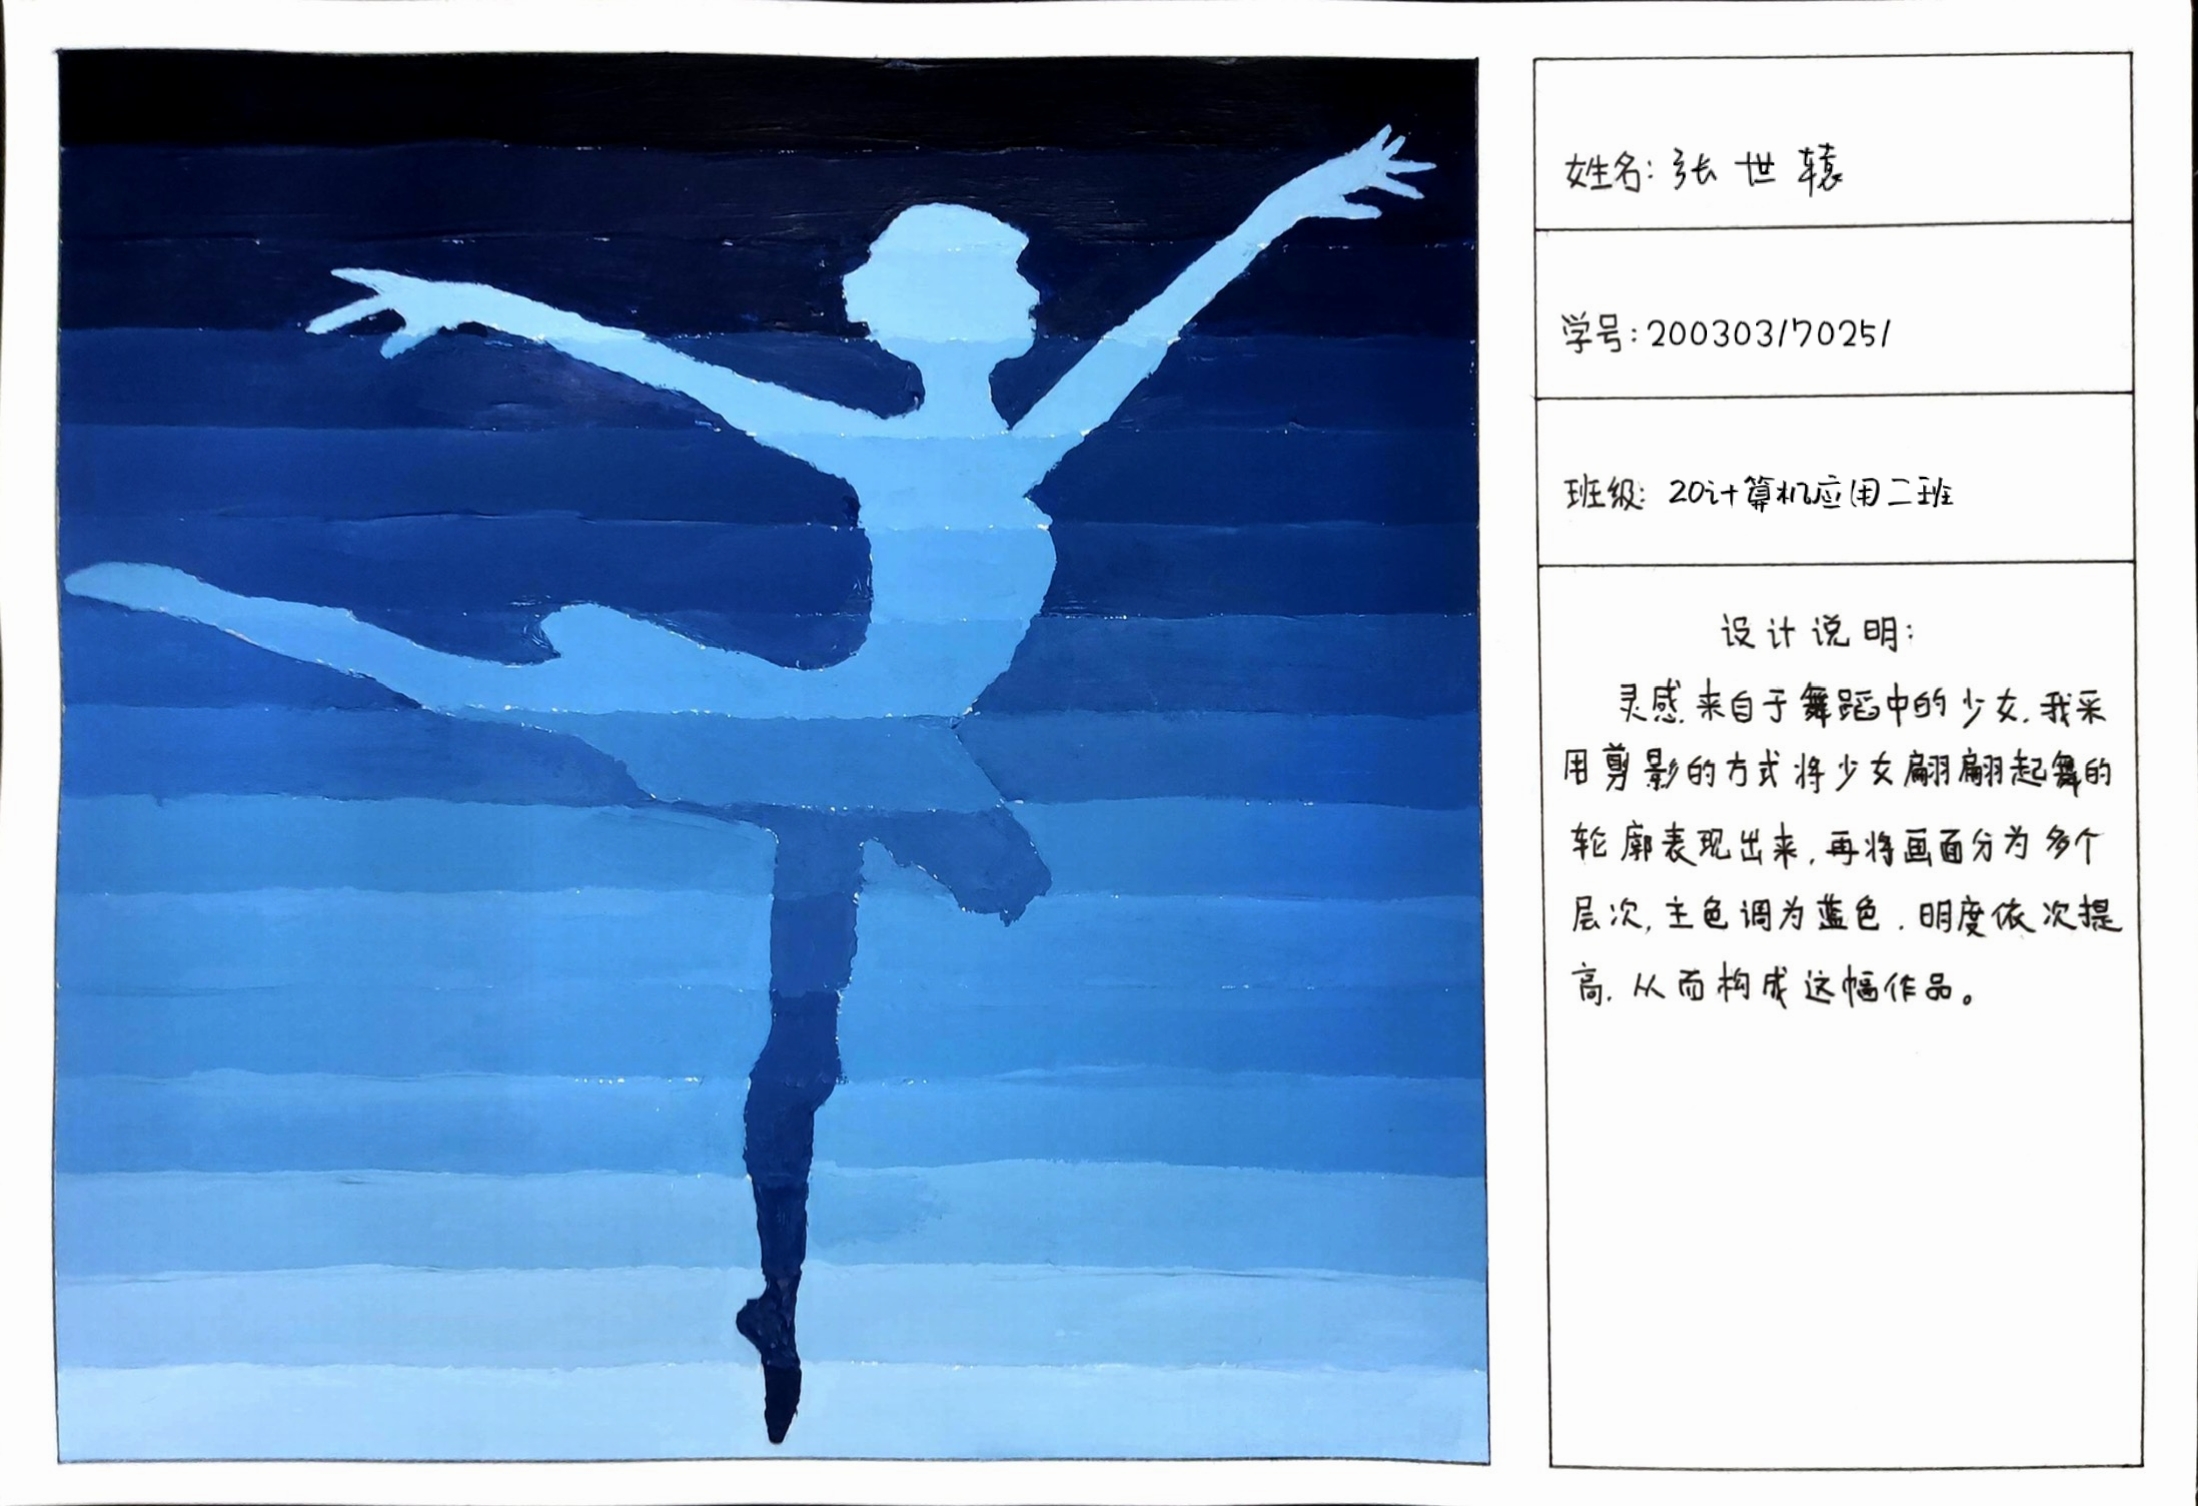 姓名:张世辕
学号:2003031170251
班级:20计算机应用二班
设计说明:
灵感来自于舞蹈中的少女,我采
用剪影的方式将少女翩翩起舞的
轮廓表现出来,再将画面分为多个
层次,主色调为蓝色.明度依次提
高.从而构成这幅作品。